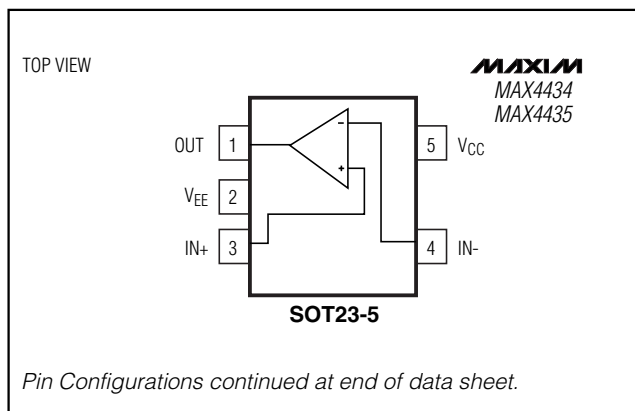 TOP VIEW
MAXIM
MAX4434
MAX4435
OUT 1
5 VCC
VEE 2
IN+ 3
4 IN-
-
+
SOT23-5
Pin Configurations continued at end of data sheet.